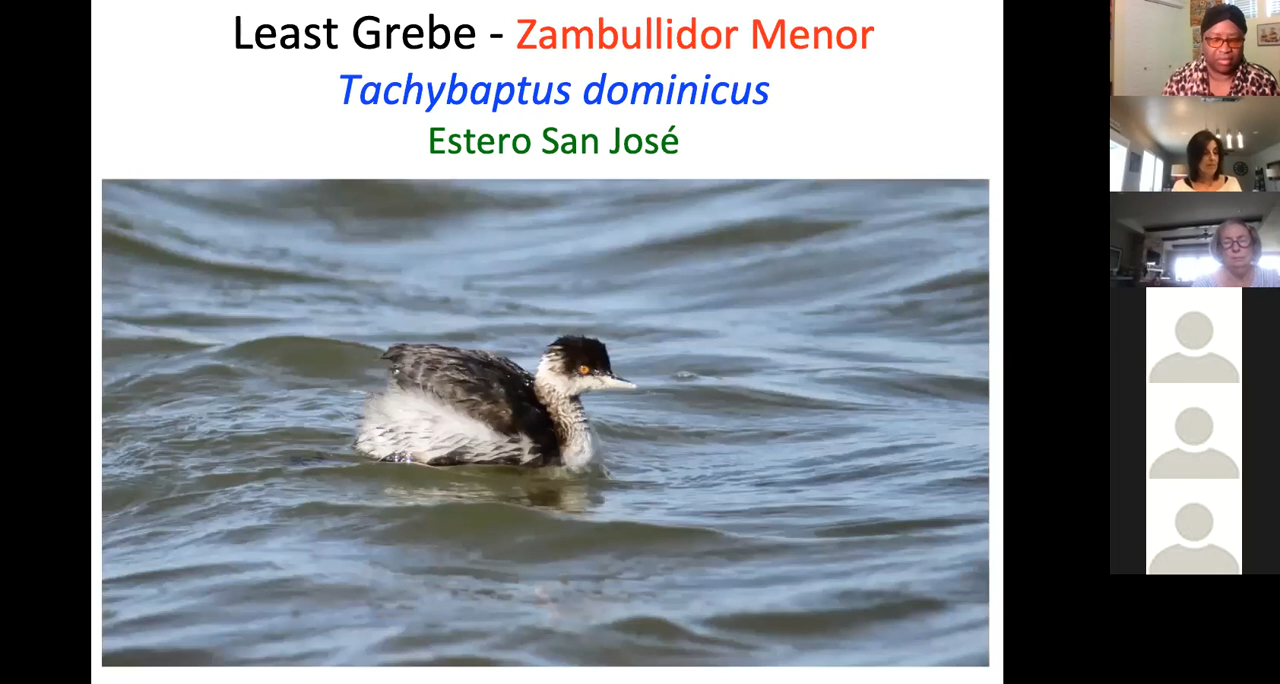 Least Grebe - Zambullidor Menor
Tachybaptus dominicus
Estero San José